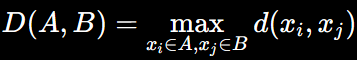 D(A, B) = max_{x_i∈A, x_j∈B} d(x_i, x_j)